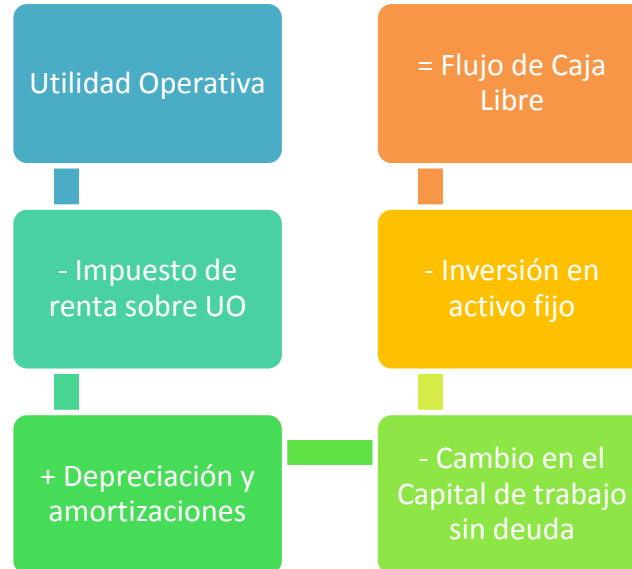 Utilidad Operativa
- Impuesto de
renta sobre UO
+ Depreciación y
amortizaciones
- Cambio en el
Capital de trabajo
sin deuda
- Inversión en
activo fijo
= Flujo de Caja
Libre